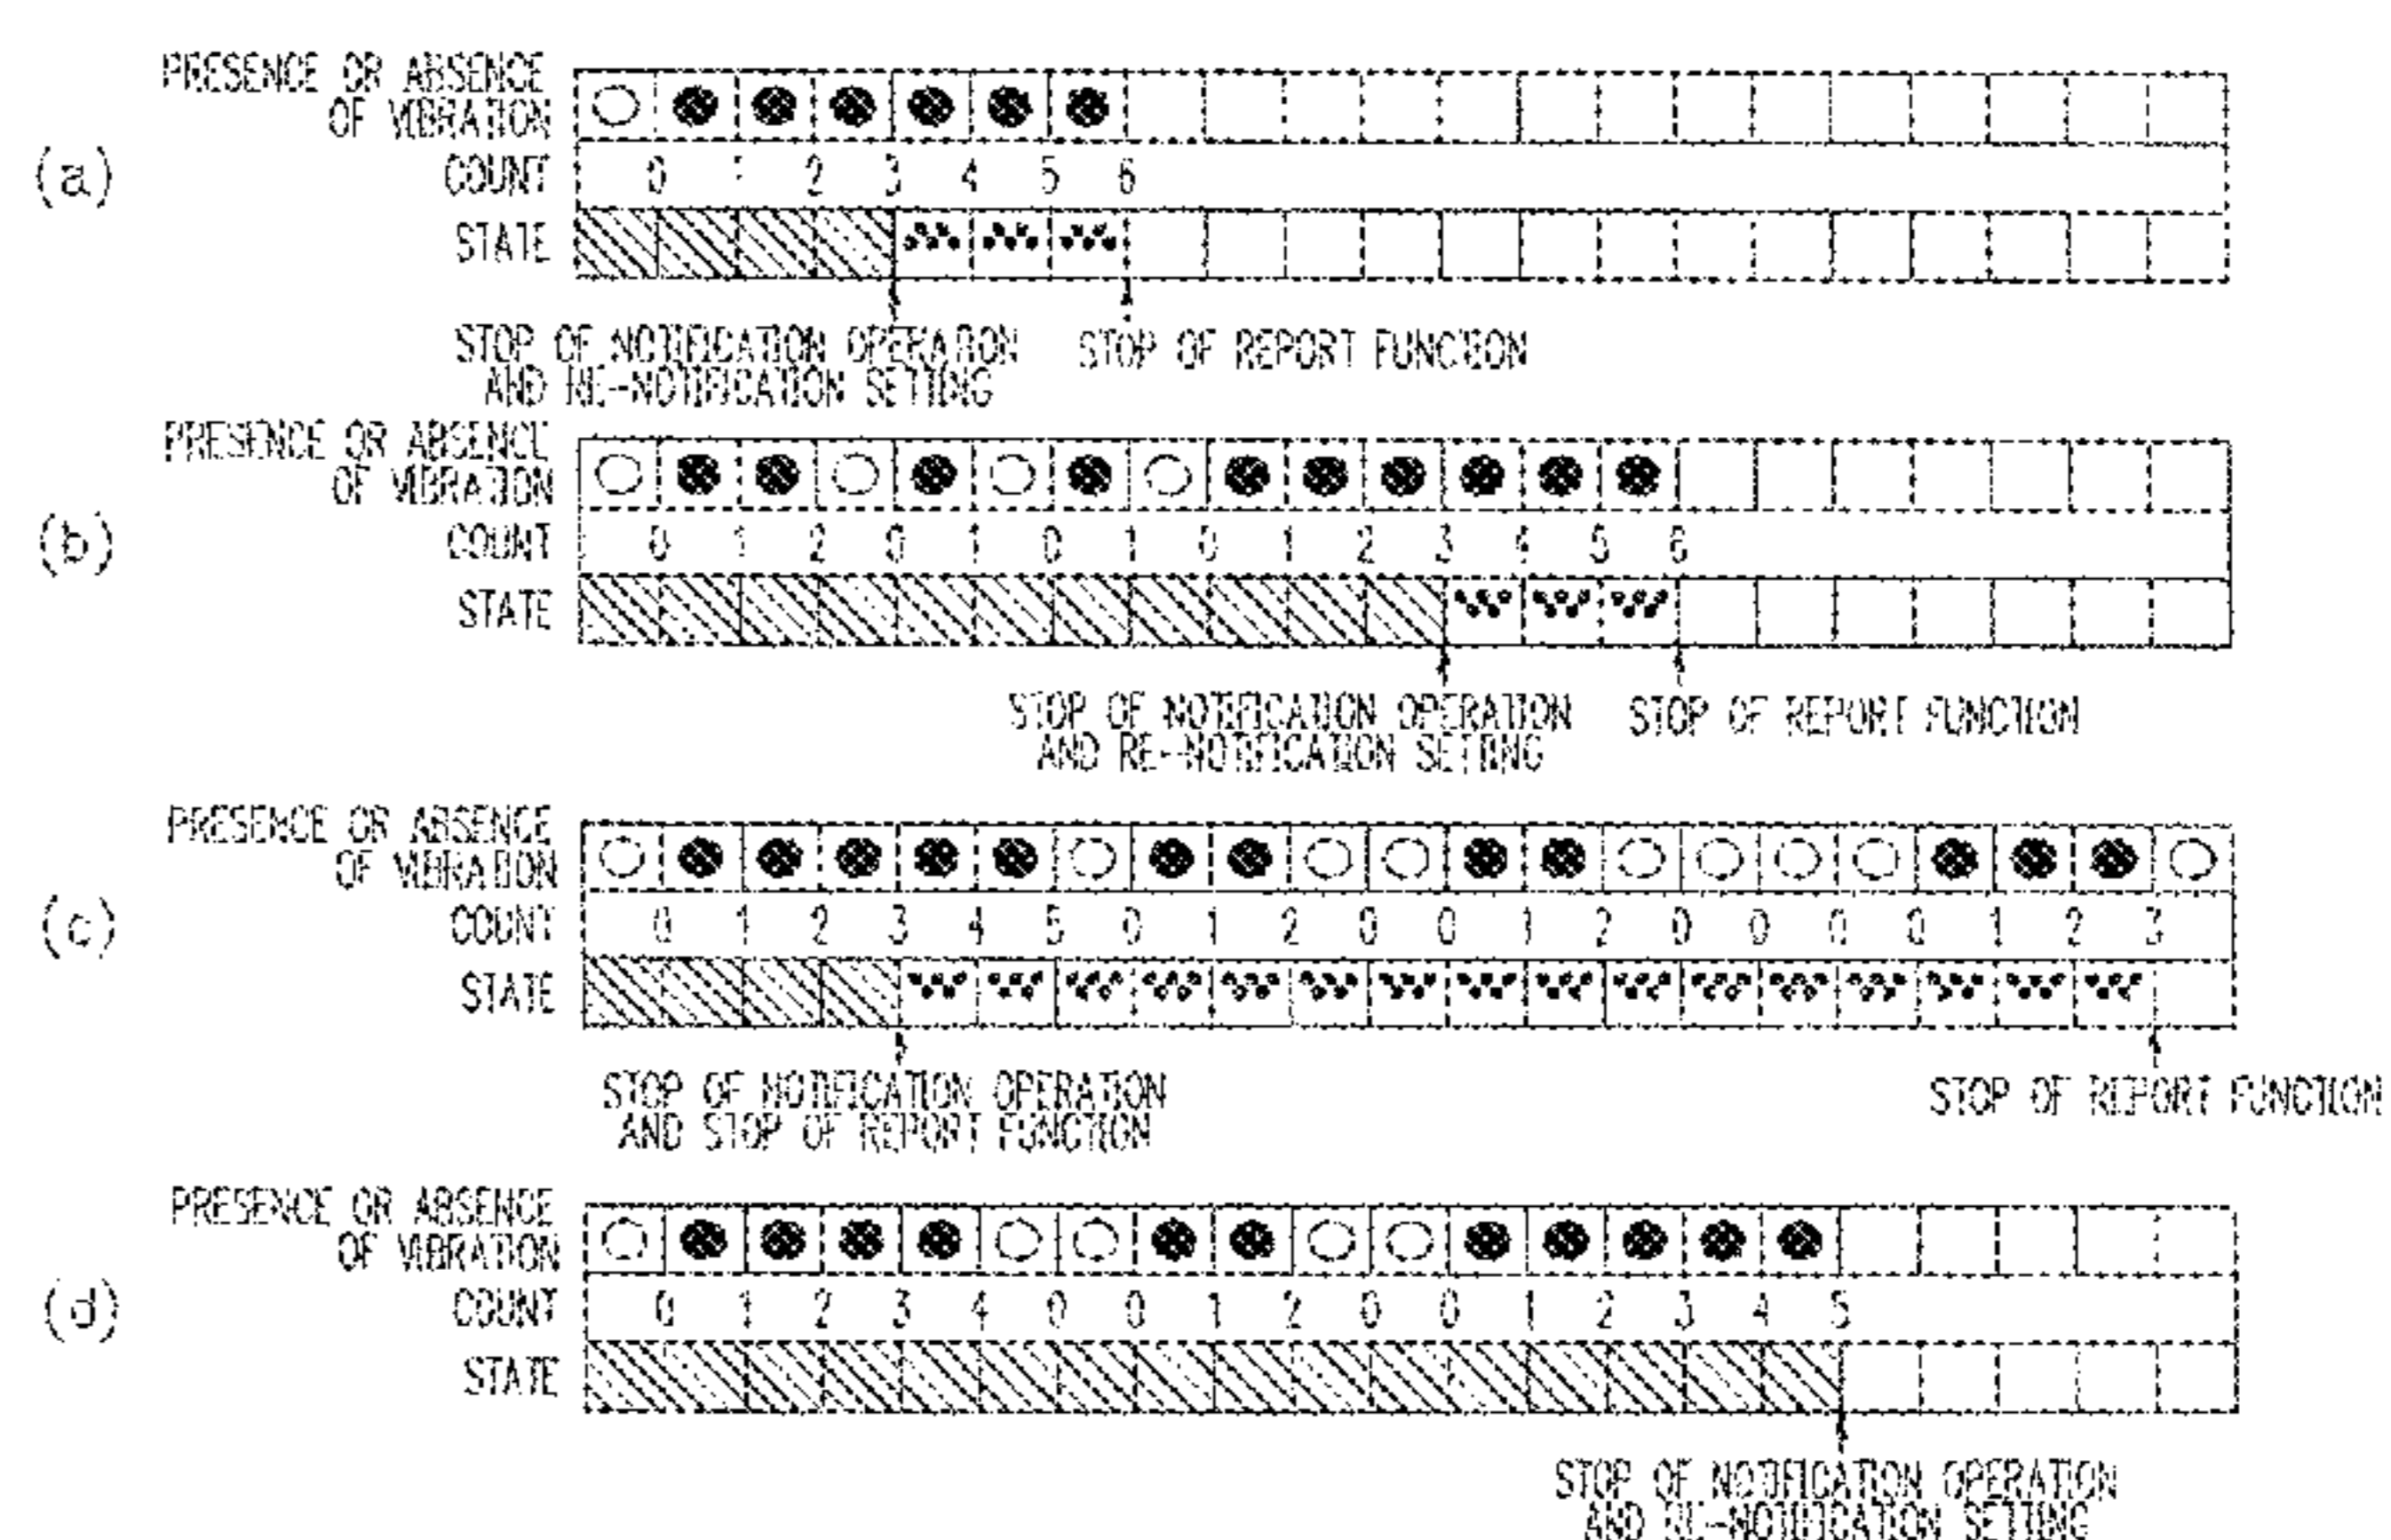 (a)
PRESENCE OR ABSENCE
OF VIBRATION
COUNT 0 1 2 3 4 5 6
STATE
STOP OF NOTIFICATION OPERATION
AND RE-NOTIFICATION SETTING
STOP OF REPORT FUNCTION
(b)
PRESENCE OR ABSENCE
OF VIBRATION
COUNT 0 1 2 0 1 0 1 0 1 2 3 4 5 6
STATE
STOP OF NOTIFICATION OPERATION
AND RE-NOTIFICATION SETTING
STOP OF REPORT FUNCTION
(c)
PRESENCE OR ABSENCE
OF VIBRATION
COUNT 0 1 2 3 4 5 0 1 2 0 0 1 2 0 0 0 0 1 2 3
STATE
STOP OF NOTIFICATION OPERATION
AND STOP OF REPORT FUNCTION
STOP OF REPORT FUNCTION
(d)
PRESENCE OR ABSENCE
OF VIBRATION
COUNT 0 1 2 3 4 0 0 1 2 0 0 1 2 3 4 5
STATE
STOP OF NOTIFICATION OPERATION
AND RE-NOTIFICATION SETTING